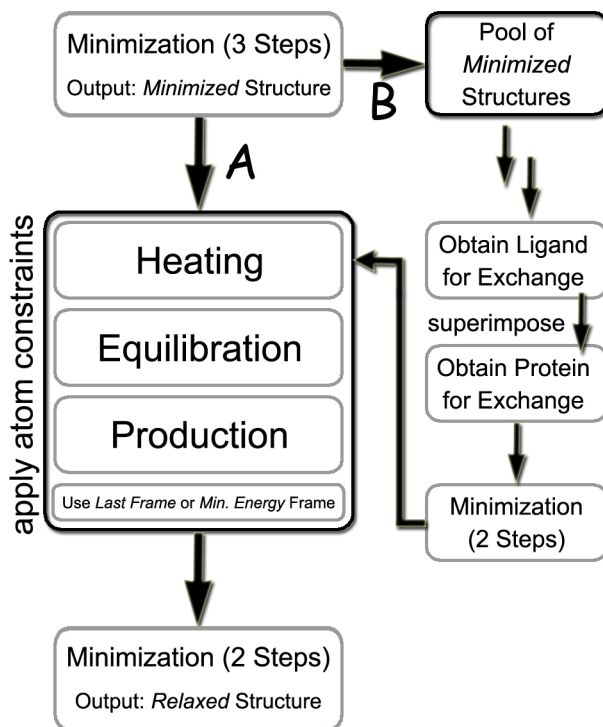 Minimization (3 Steps)
Output: Minimized Structure
B
Pool of
Minimized
Structures
A
apply atom constraints
Heating
Equilibration
Production
Use Last Frame or Min. Energy Frame
Obtain Ligand
for Exchange
superimpose
Obtain Protein
for Exchange
Minimization
(2 Steps)
Minimization (2 Steps)
Output: Relaxed Structure